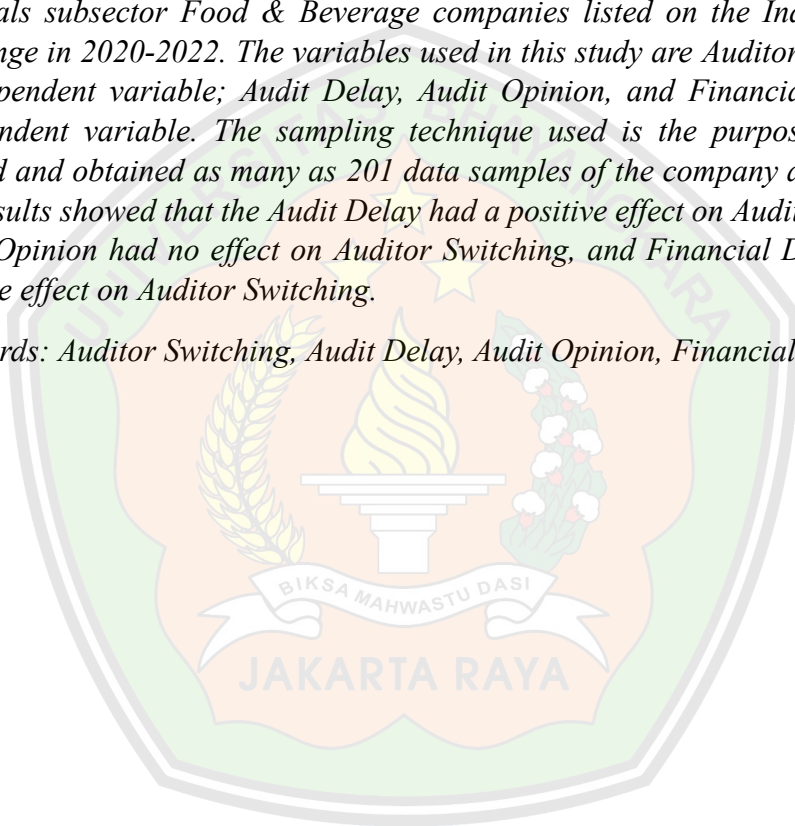 als subsector Food & Beverage companies listed on the In
nge in 2020-2022. The variables used in this study are Auditor
pendent variable; Audit Delay, Audit Opinion, and Financia
ndent variable. The sampling technique used is the purpos
d and obtained as many as 201 data samples of the company
sults showed that the Audit Delay had a positive effect on Audit
Opinion had no effect on Auditor Switching, and Financial D
e effect on Auditor Switching.
rds: Auditor Switching, Audit Delay, Audit Opinion, Financial
UNIVERSITAS BHAYANGKARA
BIKSA MAHWASTU DASI
JAKARTA RAYA